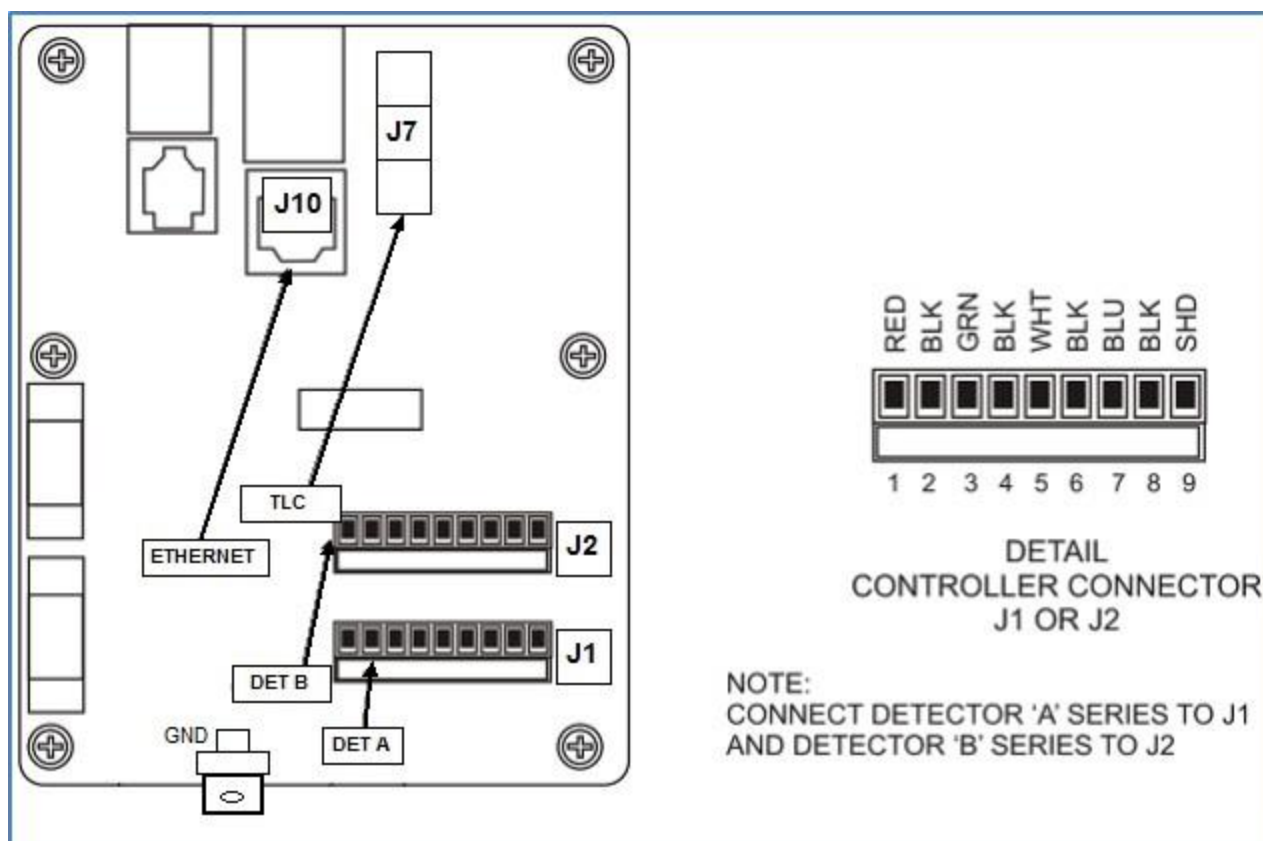 J7
J10
TLC
ETHERNET
J2
J1
DET B
DET A
GND
RED BLK GRN BLK WHT BLK BLU BLK SHD
1 2 3 4 5 6 7 8 9
DETAIL
CONTROLLER CONNECTOR
J1 OR J2
NOTE:
CONNECT DETECTOR ‘A’ SERIES TO J1
AND DETECTOR ‘B’ SERIES TO J2